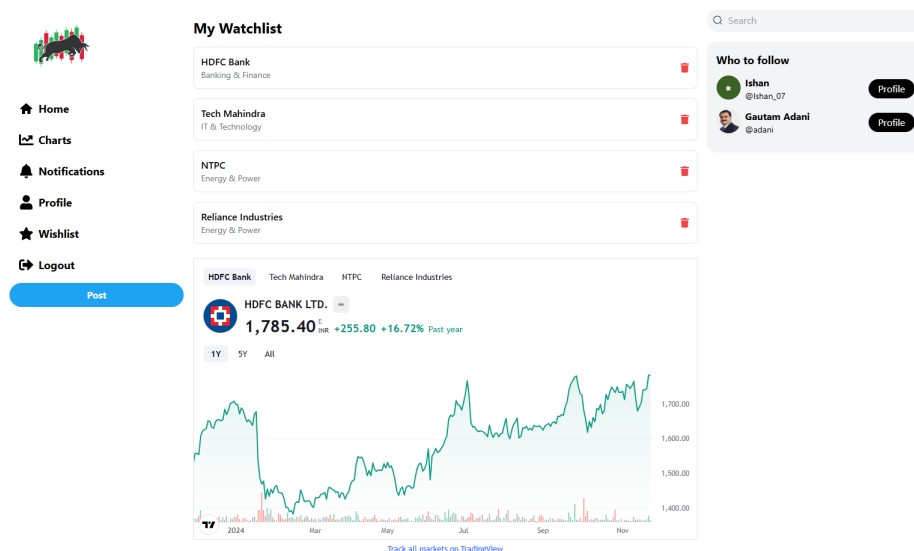 Home
Charts
Notifications
Profile
Wishlist
Logout
Post
My Watchlist
HDFC Bank
Banking & Finance
Tech Mahindra
IT & Technology
NTPC
Energy & Power
Reliance Industries
Energy & Power
HDFC Bank Tech Mahindra NTPC Reliance Industries
HDFC BANK LTD.
1,785.40 E INR +255.80 +16.72% Past year
1Y 5Y All
1,700.00
1,600.00
1,500.00
1,400.00
2024 Mar May Jul Sep Nov
Track all markets on TradingView
Search
Who to follow
Ishan
@Ishan_07
Profile
Gautam Adani
@adani
Profile